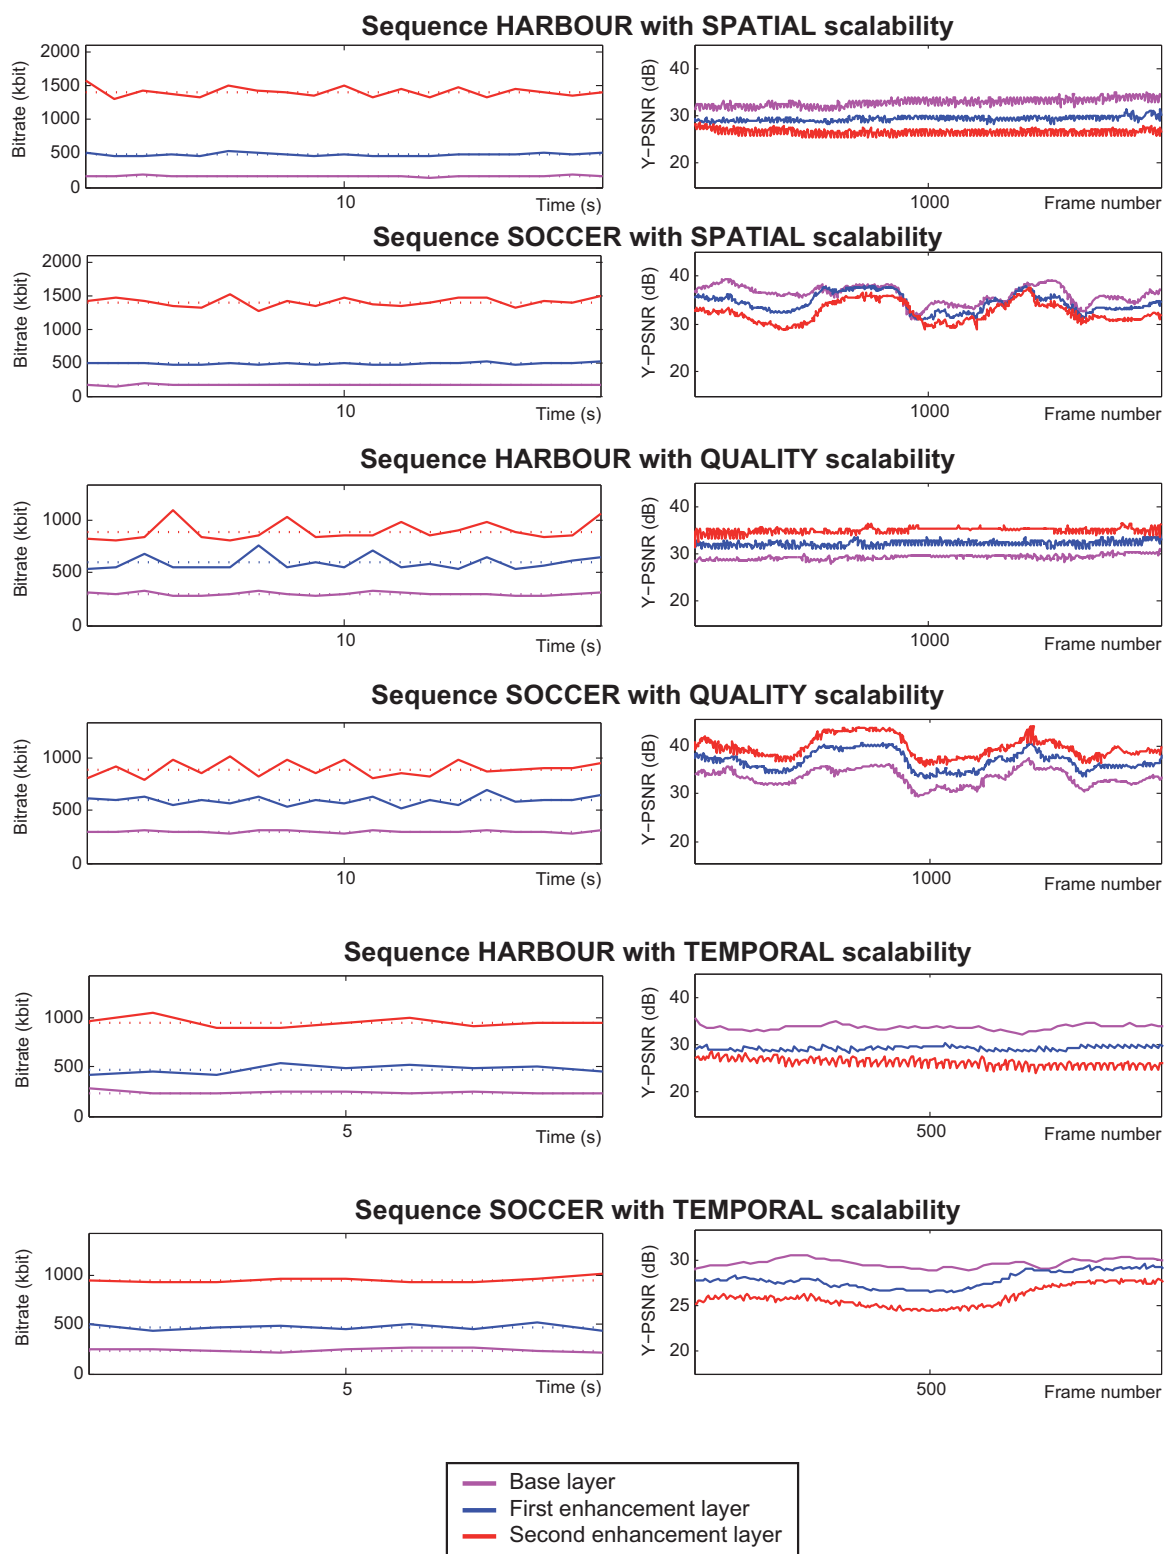 Sequence HARBOUR with SPATIAL scalability
Bitrate (kbit)
2000
1500
1000
500
0
10
Time (s)
Y−PSNR (dB)
40
30
20
1000
Frame number
Sequence SOCCER with SPATIAL scalability
Bitrate (kbit)
2000
1500
1000
500
0
10
Time (s)
Y−PSNR (dB)
40
30
20
1000
Frame number
Sequence HARBOUR with QUALITY scalability
Bitrate (kbit)
1000
500
0
10
Time (s)
Y−PSNR (dB)
40
30
20
1000
Frame number
Sequence SOCCER with QUALITY scalability
Bitrate (kbit)
1000
500
0
10
Time (s)
Y−PSNR (dB)
40
30
20
1000
Frame number
Sequence HARBOUR with TEMPORAL scalability
Bitrate (kbit)
1000
500
0
5
Time (s)
Y−PSNR (dB)
40
30
20
500
Frame number
Sequence SOCCER with TEMPORAL scalability
Bitrate (kbit)
1000
500
0
5
Time (s)
Y−PSNR (dB)
30
25
20
500
Frame number
Base layer
First enhancement layer
Second enhancement layer